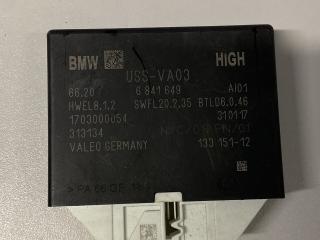 BMW HIGH
USS-VA03
66.20 6 841 649 AI01
HWEL8.1.2 SWFL20.2.35 BTLD6.0.46
1703000054 310117
313134
VALEO GERMANY 133 151-12